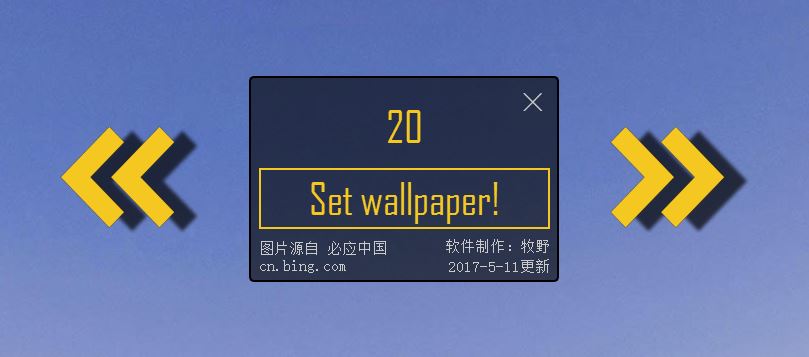 20
Set wallpaper!
图片源自 必应中国
cn.bing.com
软件制作：牧野
2017-5-11更新